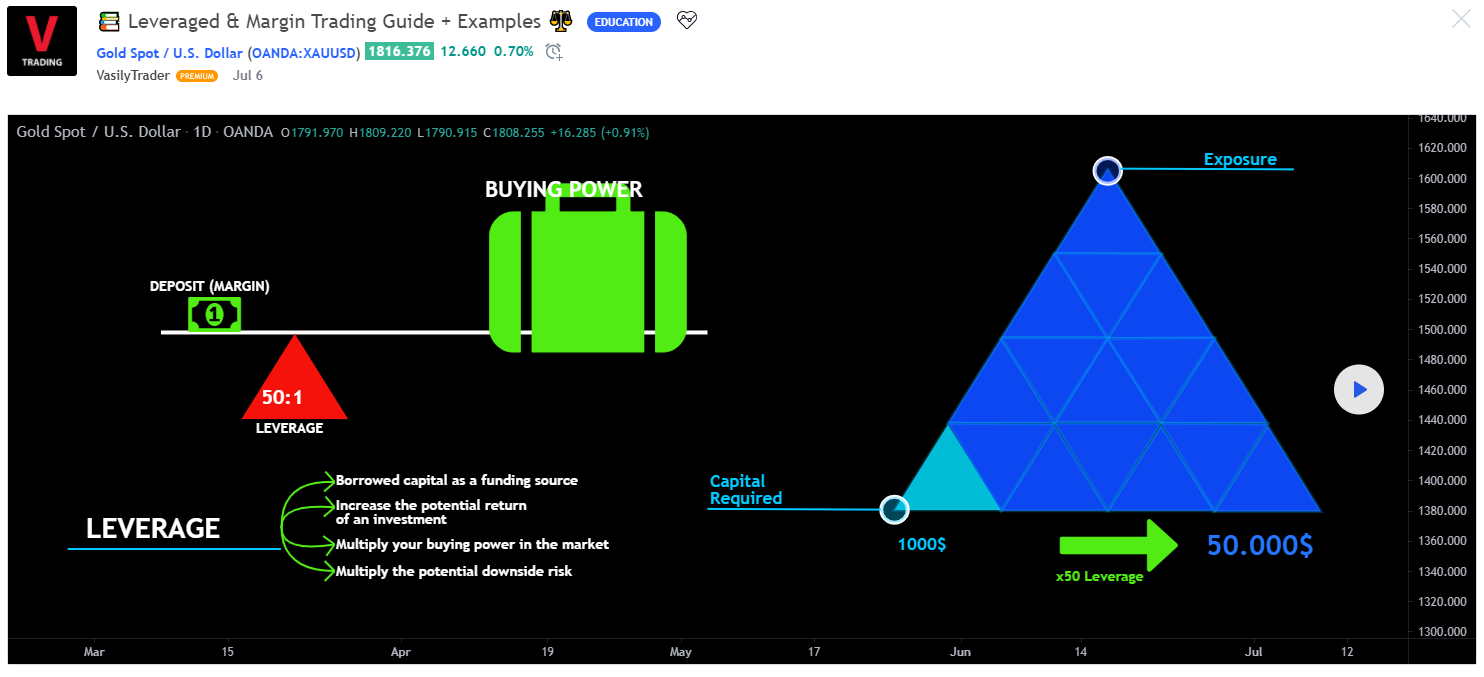 V
TRADING
Leveraged & Margin Trading Guide + Examples
EDUCATION
Gold Spot / U.S. Dollar (OANDA:XAUUSD) 1816.376 12.660 0.70%
VasilyTrader PREMIUM Jul 6
Gold Spot / U.S. Dollar · 1D · OANDA O1791.970 H1809.220 L1790.915 C1808.255 +16.285 (+0.91%)
BUYING POWER
DEPOSIT (MARGIN)
1
50:1
LEVERAGE
LEVERAGE
Borrowed capital as a funding source
Increase the potential return
of an investment
Multiply your buying power in the market
Multiply the potential downside risk
Exposure
Capital
Required
1000$
x50 Leverage
50.000$
1640.000
1620.000
1600.000
1580.000
1560.000
1540.000
1520.000
1500.000
1480.000
1460.000
1440.000
1420.000
1400.000
1380.000
1360.000
1340.000
1320.000
1300.000
Mar 15 Apr 19 May 17 Jun 14 Jul 12